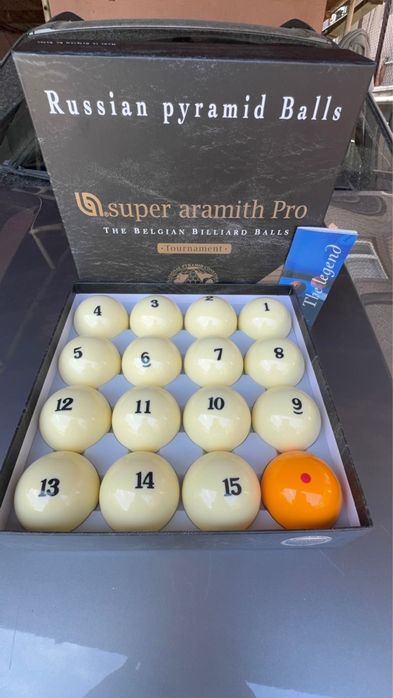 Russian pyramid Balls
super aramith Pro
THE BELGIAN BILLIARD BALLS
Tournament
The legend
4 3 2 1
5 6 7 8
12 11 10 9
13 14 15